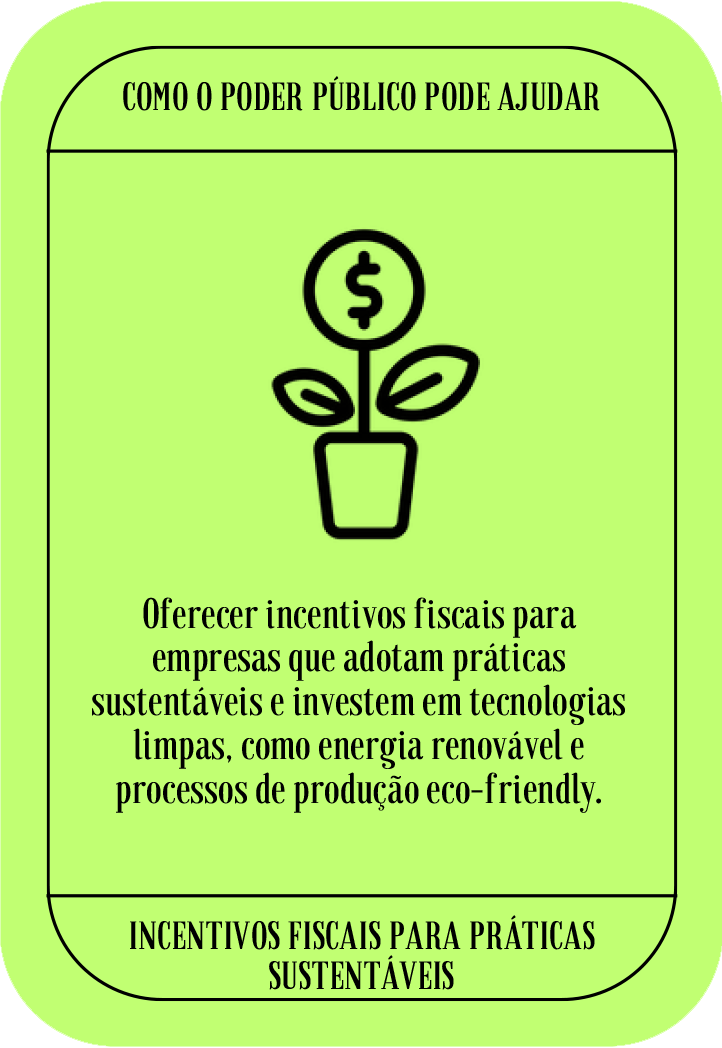 COMO O PODER PÚBLICO PODE AJUDAR
$
Oferecer incentivos fiscais para
empresas que adotam práticas
sustentáveis e investem em tecnologias
limpas, como energia renovável e
processos de produção eco-friendly.
INCENTIVOS FISCAIS PARA PRÁTICAS
SUSTENTÁVEIS